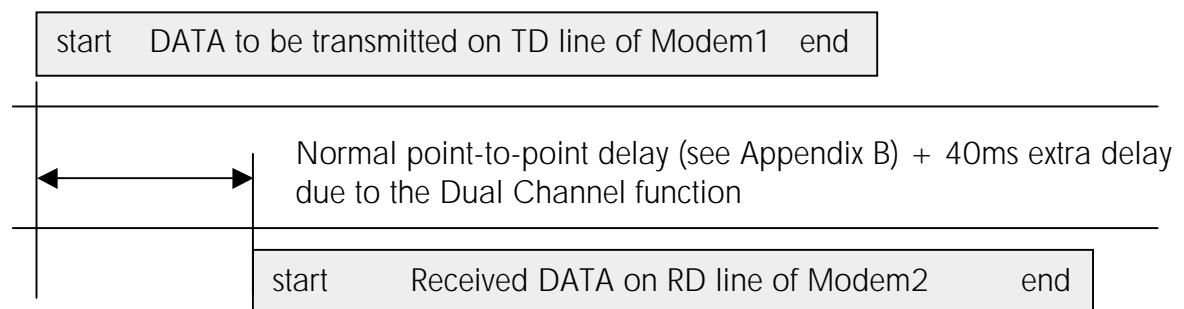 start DATA to be transmitted on TD line of Modem1 end
Normal point-to-point delay (see Appendix B) + 40ms extra delay
due to the Dual Channel function
start Received DATA on RD line of Modem2 end